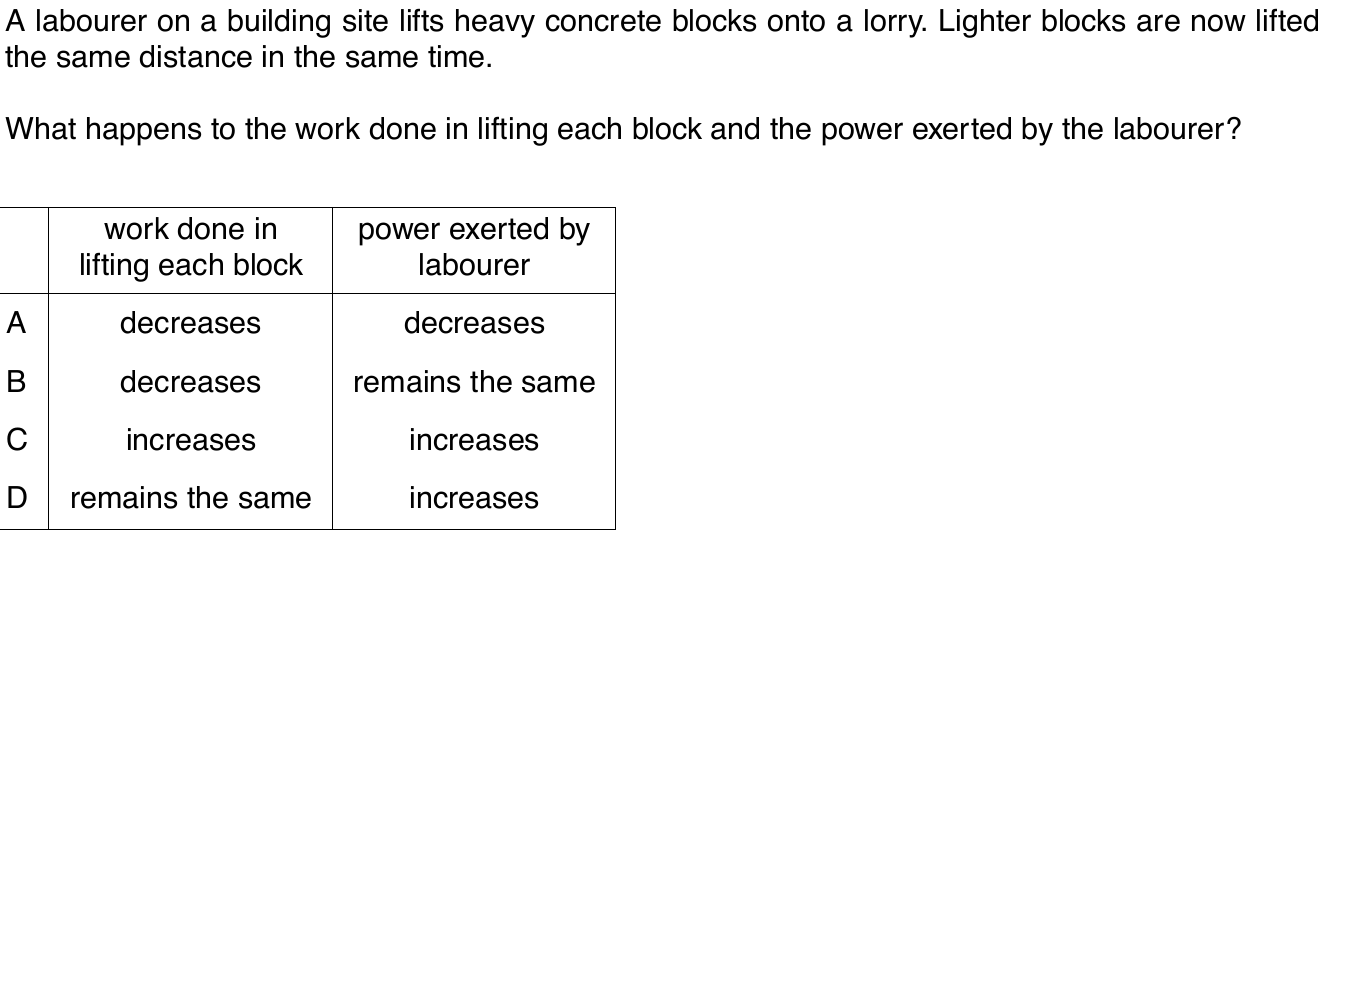 A labourer on a building site lifts heavy concrete blocks onto a lorry. Lighter blocks are now lifted
the same distance in the same time.
What happens to the work done in lifting each block and the power exerted by the labourer?
work done in lifting each block power exerted by labourer
A decreases decreases
B decreases remains the same
C increases increases
D remains the same increases